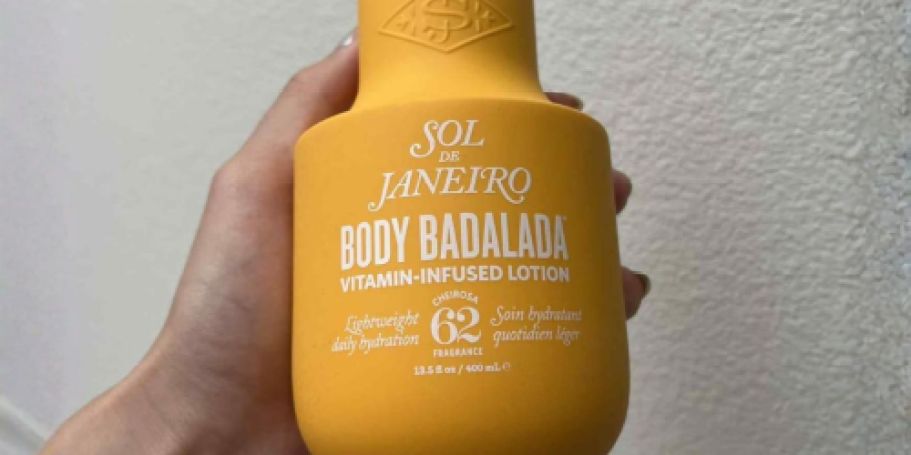 SOL
DE
JANEIRO
BODY BADALADA™
VITAMIN-INFUSED LOTION
Lightweight
daily hydration
CHEIROSA
62
FRAGRANCE
Soin hydratant
quotidien léger
13.5 fl oz / 400 mL ℮